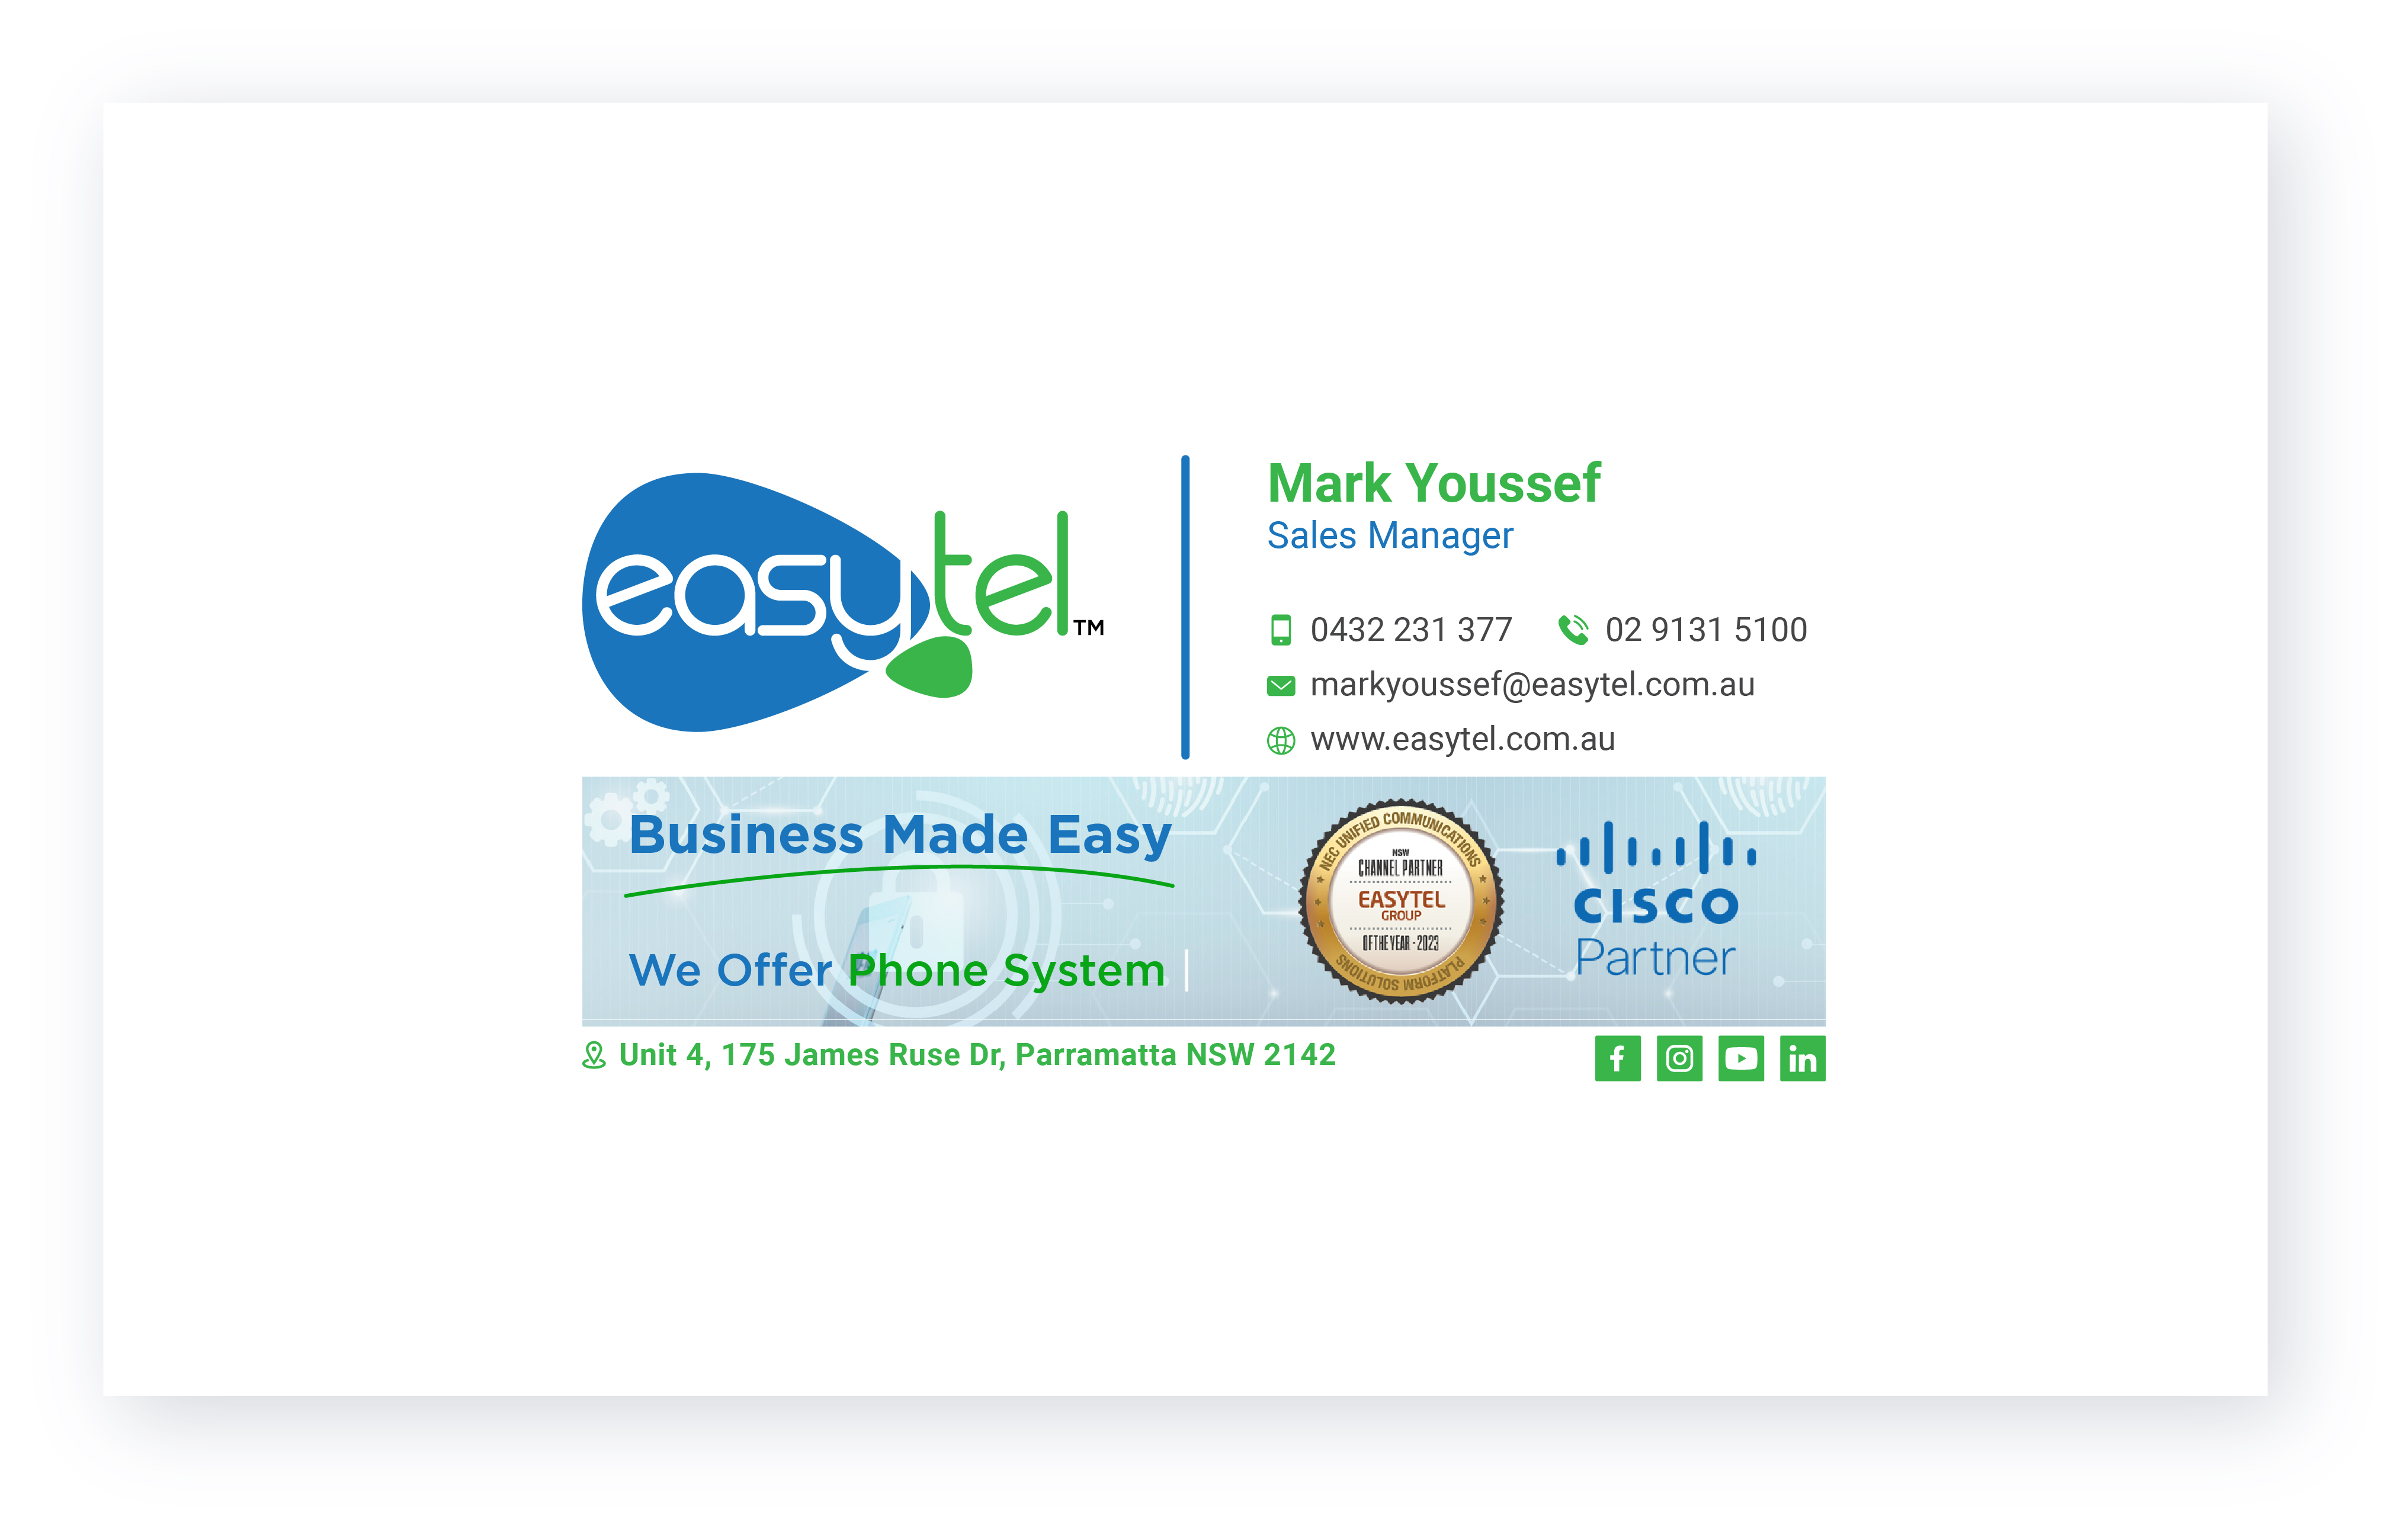 easytel™
Mark Youssef
Sales Manager
0432 231 377 02 9131 5100
markyoussef@easytel.com.au
www.easytel.com.au
Business Made Easy
We Offer Phone System
NEC UNIFIED COMMUNICATIONS
NSW
CHANNEL PARTNER
EASYTEL
GROUP
OF THE YEAR - 2023
PLATFORM SOLUTIONS
CISCO
Partner
Unit 4, 175 James Ruse Dr, Parramatta NSW 2142
f
in